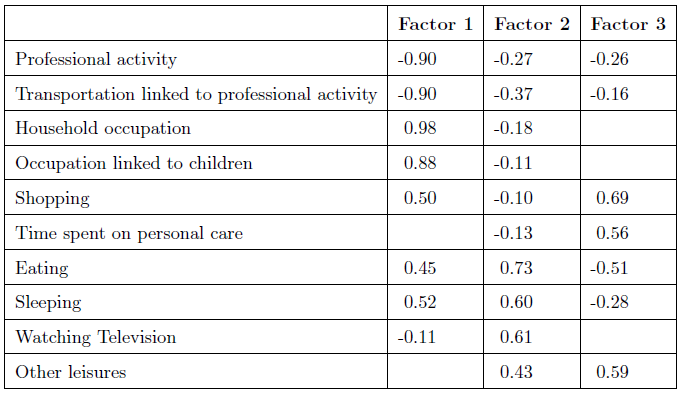 Factor 1 Factor 2 Factor 3
Professional activity -0.90 -0.27 -0.26
Transportation linked to professional activity -0.90 -0.37 -0.16
Household occupation 0.98 -0.18
Occupation linked to children 0.88 -0.11
Shopping 0.50 -0.10 0.69
Time spent on personal care -0.13 0.56
Eating 0.45 0.73 -0.51
Sleeping 0.52 0.60 -0.28
Watching Television -0.11 0.61
Other leisures 0.43 0.59